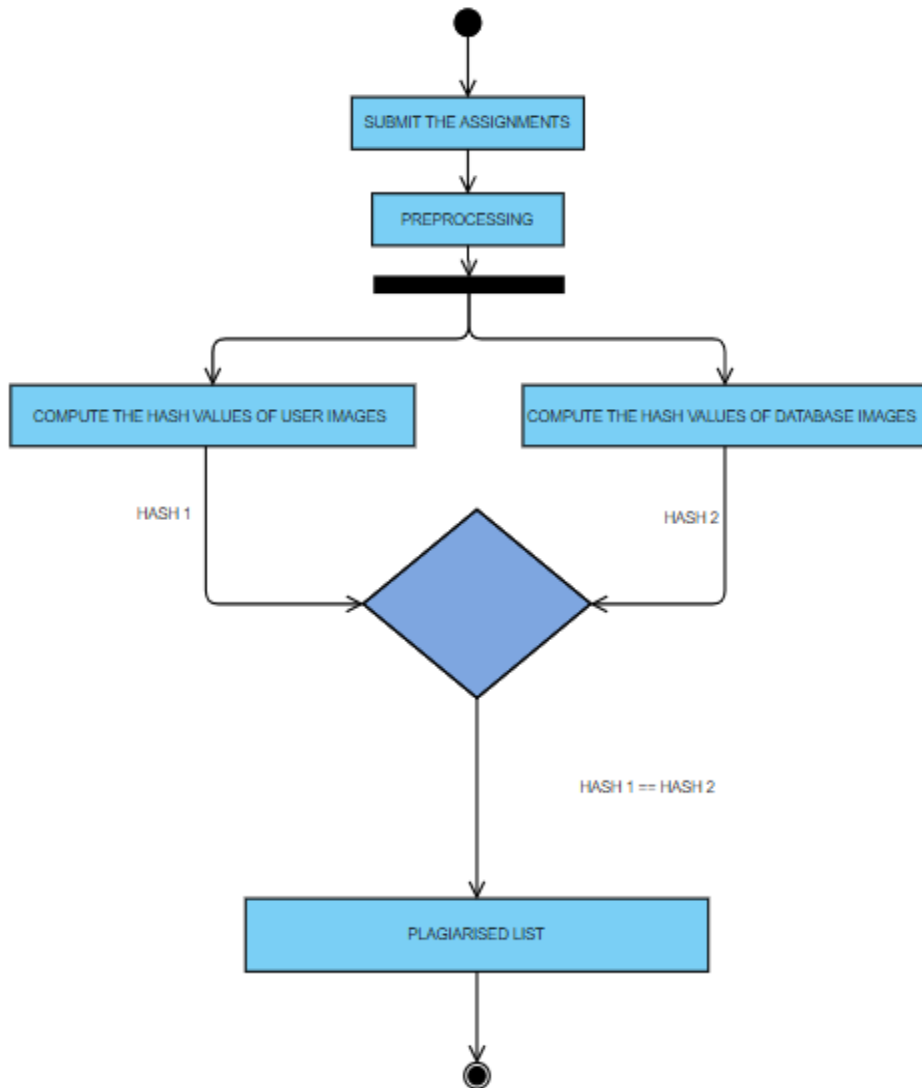 SUBMIT THE ASSIGNMENTS
PREPROCESSING
COMPUTE THE HASH VALUES OF USER IMAGES
COMPUTE THE HASH VALUES OF DATABASE IMAGES
HASH 1
HASH 2
HASH 1 == HASH 2
PLAGIARISED LIST